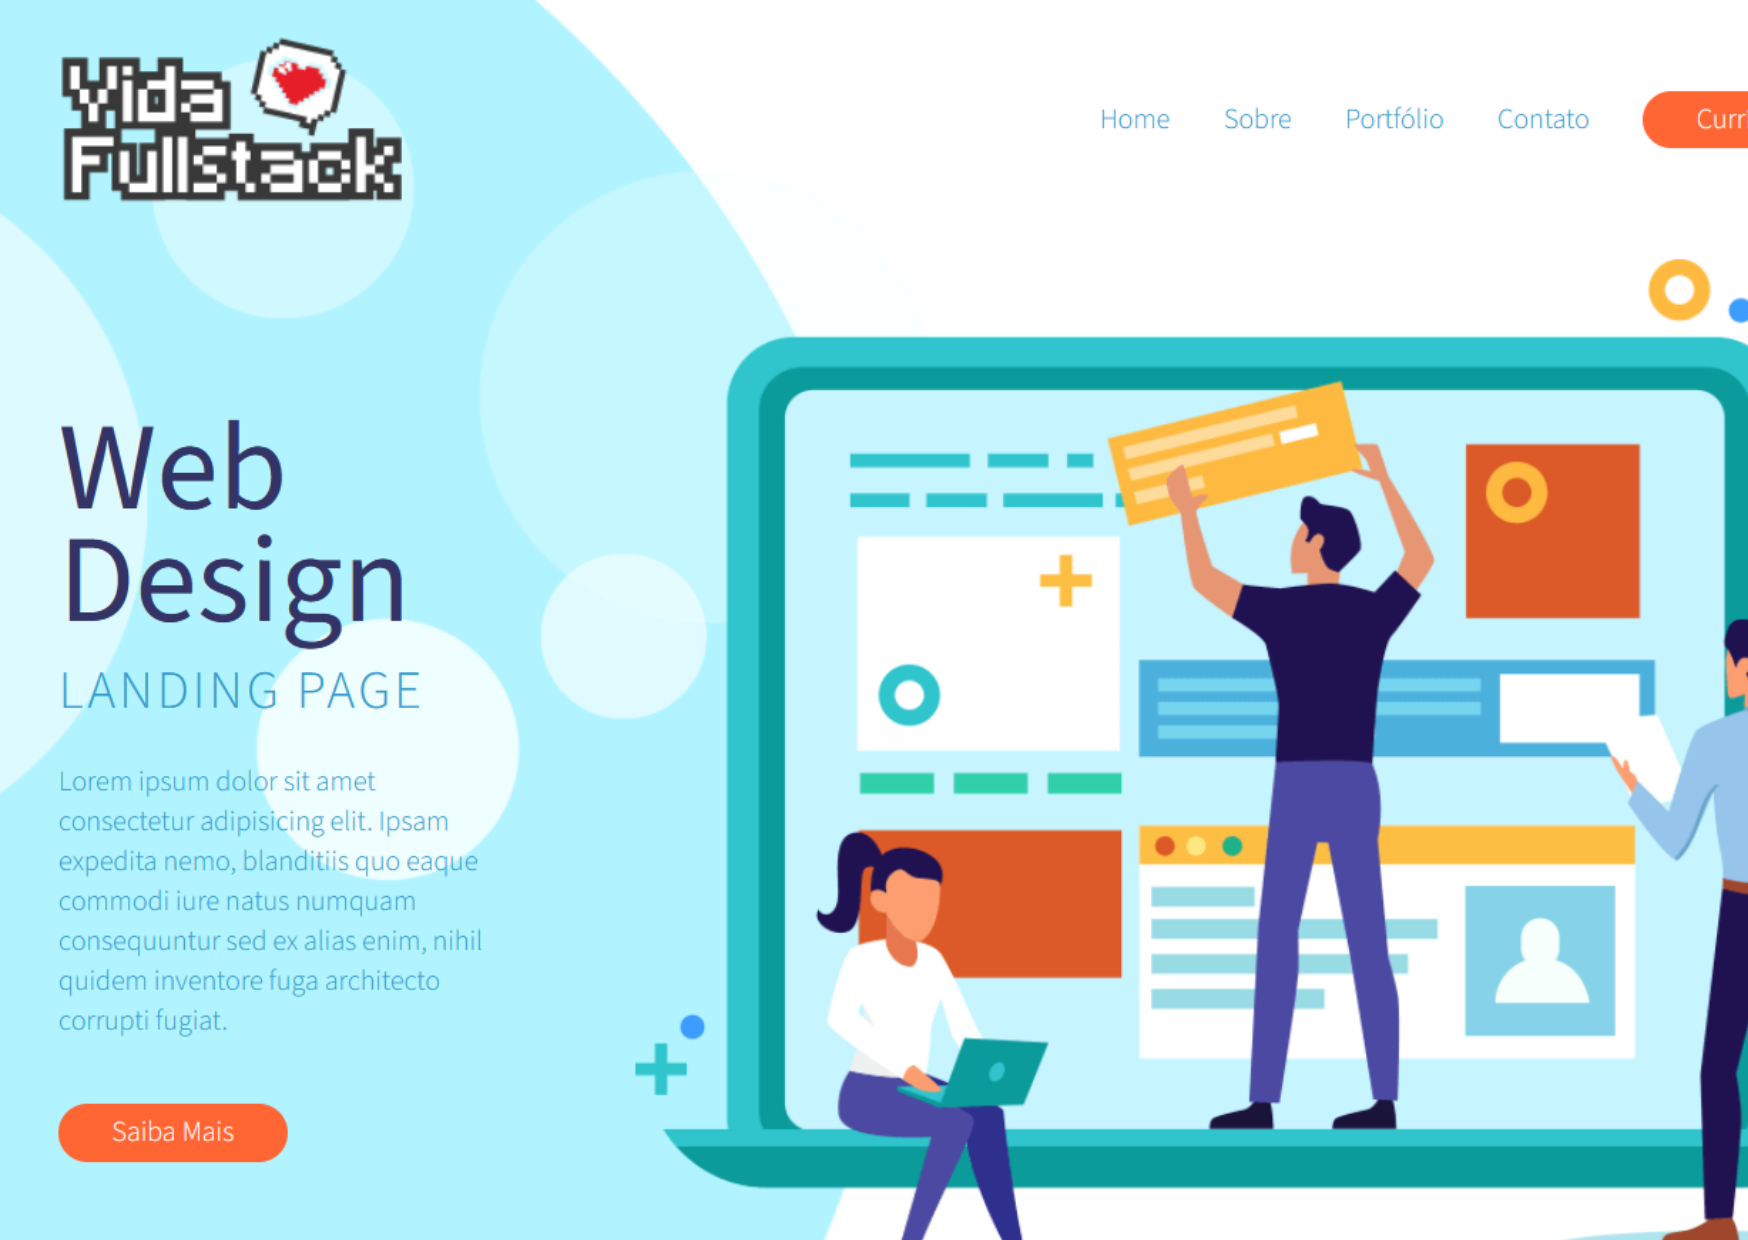 Vida
Fullstack
Home Sobre Portfólio Contato
Web
Design
LANDING PAGE
Lorem ipsum dolor sit amet
consectetur adipisicing elit. Ipsam
expedita nemo, blanditiis quo eaque
commodi iure natus numquam
consequuntur sed ex alias enim, nihil
quidem inventore fuga architecto
corrupti fugiat.
Saiba Mais